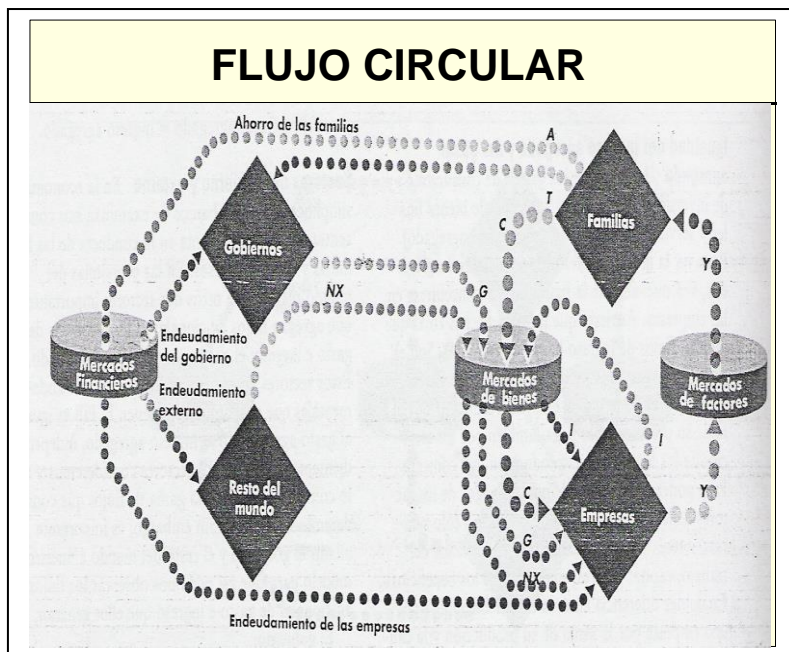 FLUJO CIRCULAR
Ahorro de las familias
A
Gobiernos
Familias
T
C
NX
G
Y
Mercados
Financieros
Endeudamiento
del gobierno
Endeudamiento
externo
Mercados
de bienes
Mercados
de factores
I
I
Resto del
mundo
C
Empresas
Y
G
NX
Endeudamiento de las empresas